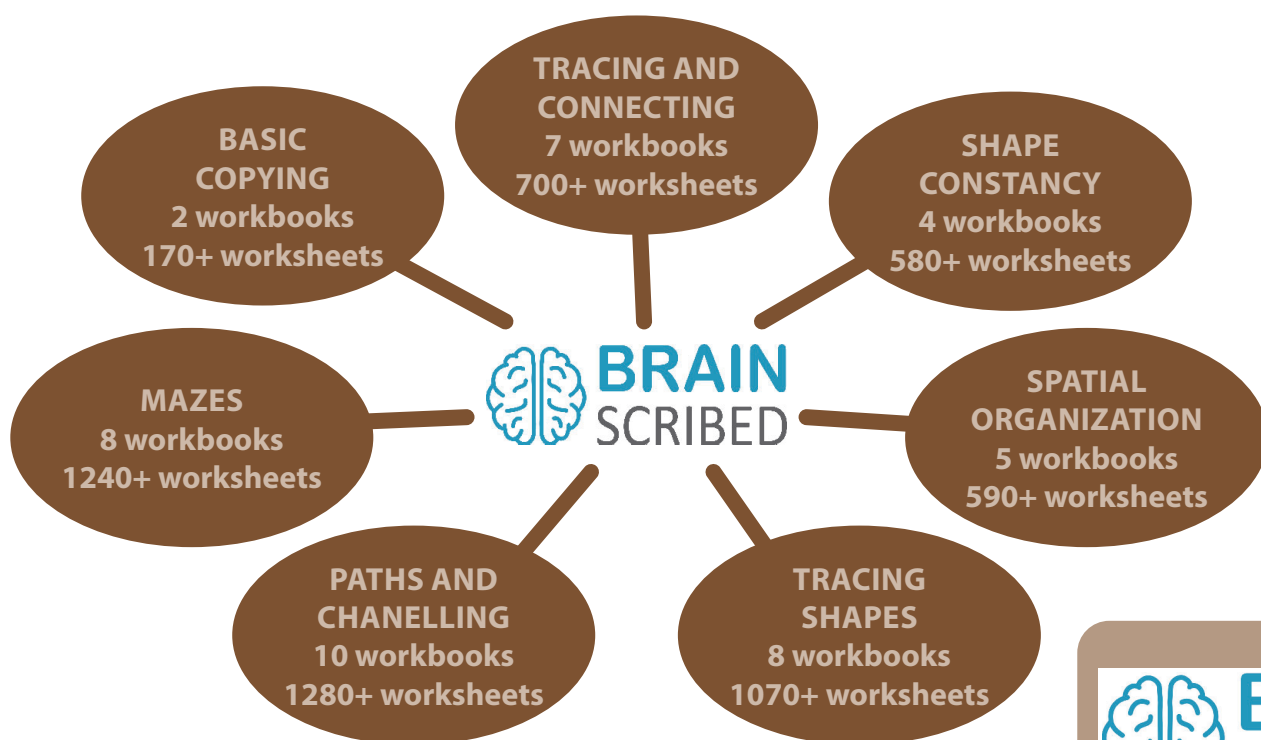 TRACING AND
CONNECTING
7 workbooks
700+ worksheets
BASIC
COPYING
2 workbooks
170+ worksheets
SHAPE
CONSTANCY
4 workbooks
580+ worksheets
BRAIN
SCRIBED
MAZES
8 workbooks
1240+ worksheets
SPATIAL
ORGANIZATION
5 workbooks
590+ worksheets
PATHS AND
CHANELLING
10 workbooks
1280+ worksheets
TRACING
SHAPES
8 workbooks
1070+ worksheets